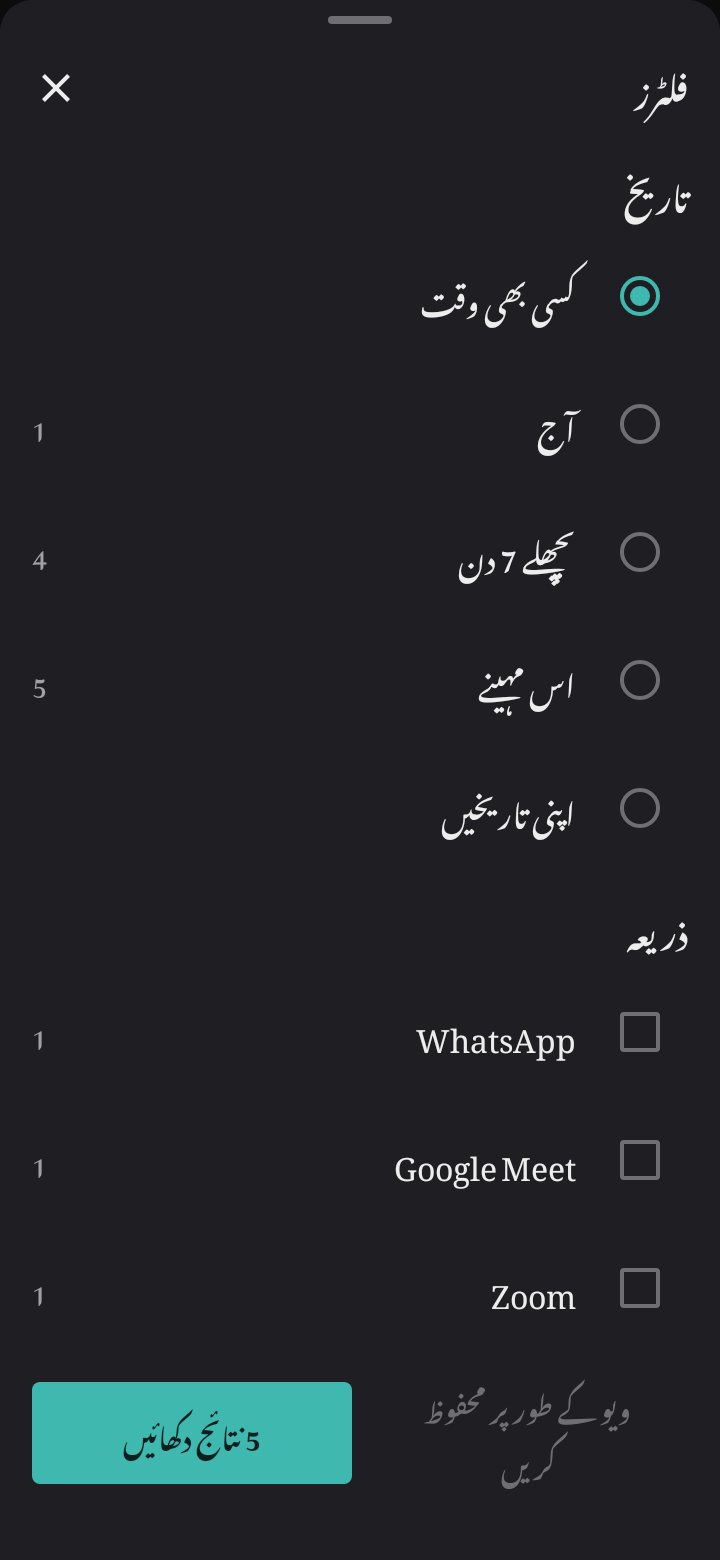 فلٹرز
تاریخ
کسی بھی وقت
آج
1
پچھلے 7 دن
4
اس مہینے
5
اپنی تاریخیں
ذریعہ
WhatsApp
1
Google Meet
1
Zoom
1
ویو کے طور پر محفوظ
کریں
5 نتائج دکھائیں